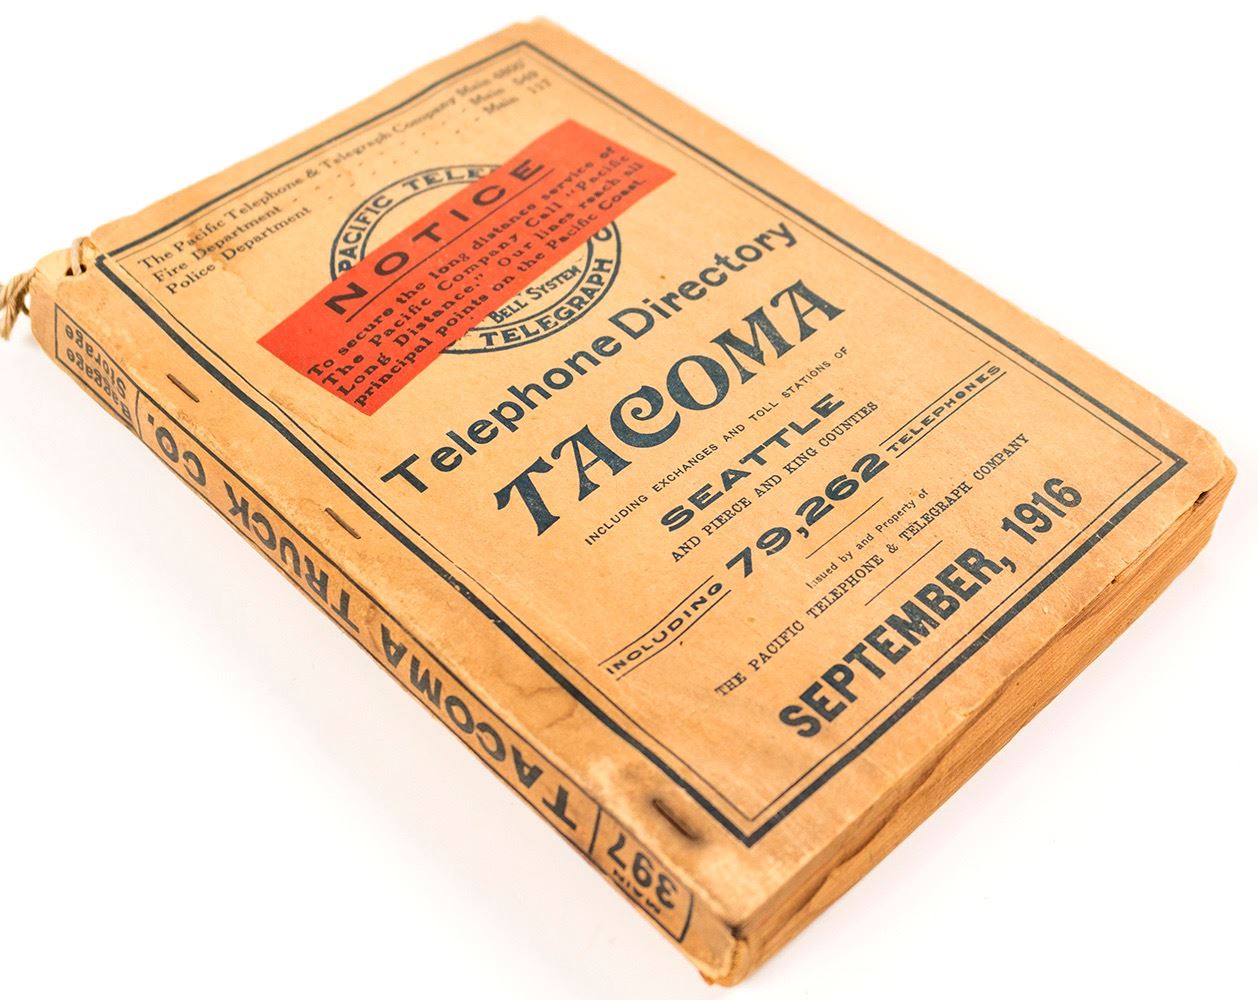 The Pacific Telephone & Telegraph Company Main 6800
Fire Department - - - - - - Main 549
Police Department - - - - - - Main 117
PACIFIC TELE
BELL SYSTEM
TELEGRAPH
NOTICE
To secure the long distance service of
The Pacific Company Call "Pacific
Long Distance." Our lines reach all
principal points on the Pacific Coast.
Telephone Directory
TACOMA
INCLUDING EXCHANGES AND TOLL STATIONS OF
SEATTLE
AND PIERCE AND KING COUNTIES
INCLUDING 79,262 TELEPHONES
Issued by and Property of
THE PACIFIC TELEPHONE & TELEGRAPH COMPANY
SEPTEMBER, 1916
MAIN
397
TACOMA TRUCK CO.
Baggage
Storage